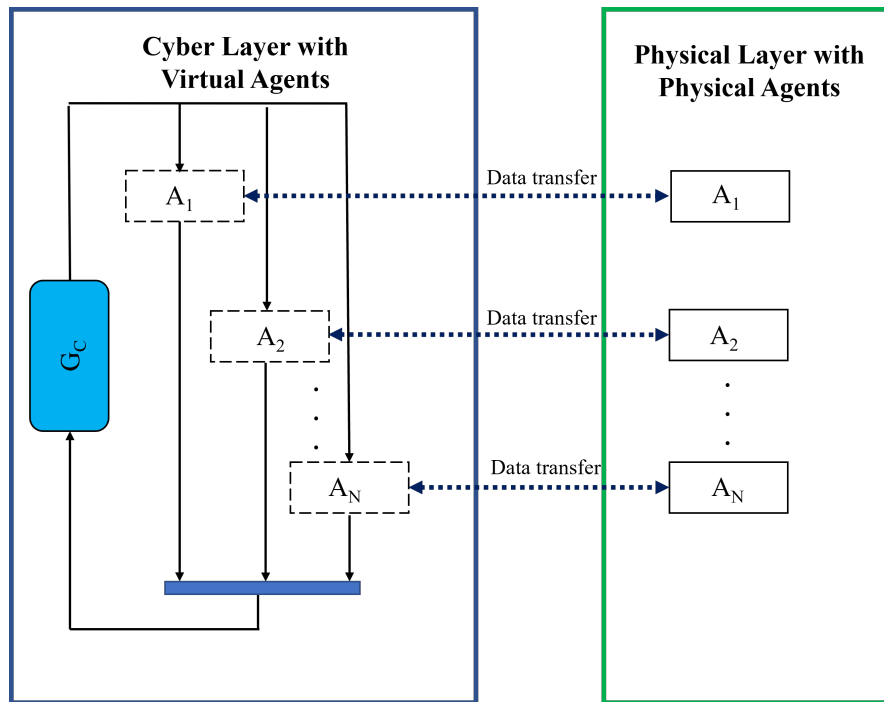 Cyber Layer with
Virtual Agents
Physical Layer with
Physical Agents
A1
Data transfer
A1
GC
A2
Data transfer
A2
AN
Data transfer
AN